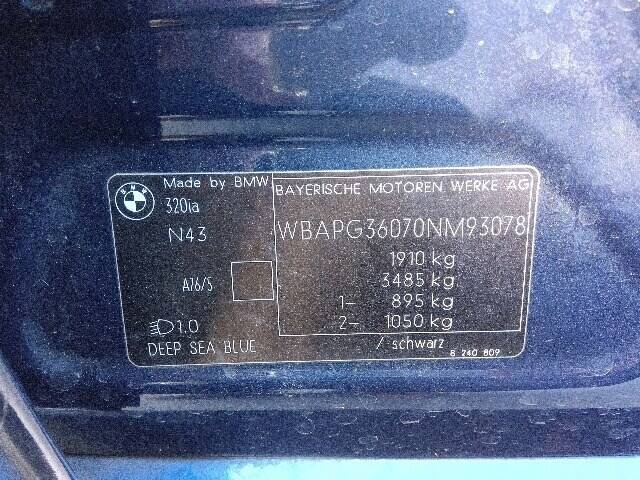 BMW
Made by BMW
320ia
N43
A76/S
1.0
DEEP SEA BLUE
BAYERISCHE MOTOREN WERKE AG
WBAPG36070NM93078
1910 kg
3485 kg
1- 895 kg
2- 1050 kg
/ schwarz
8 240 809